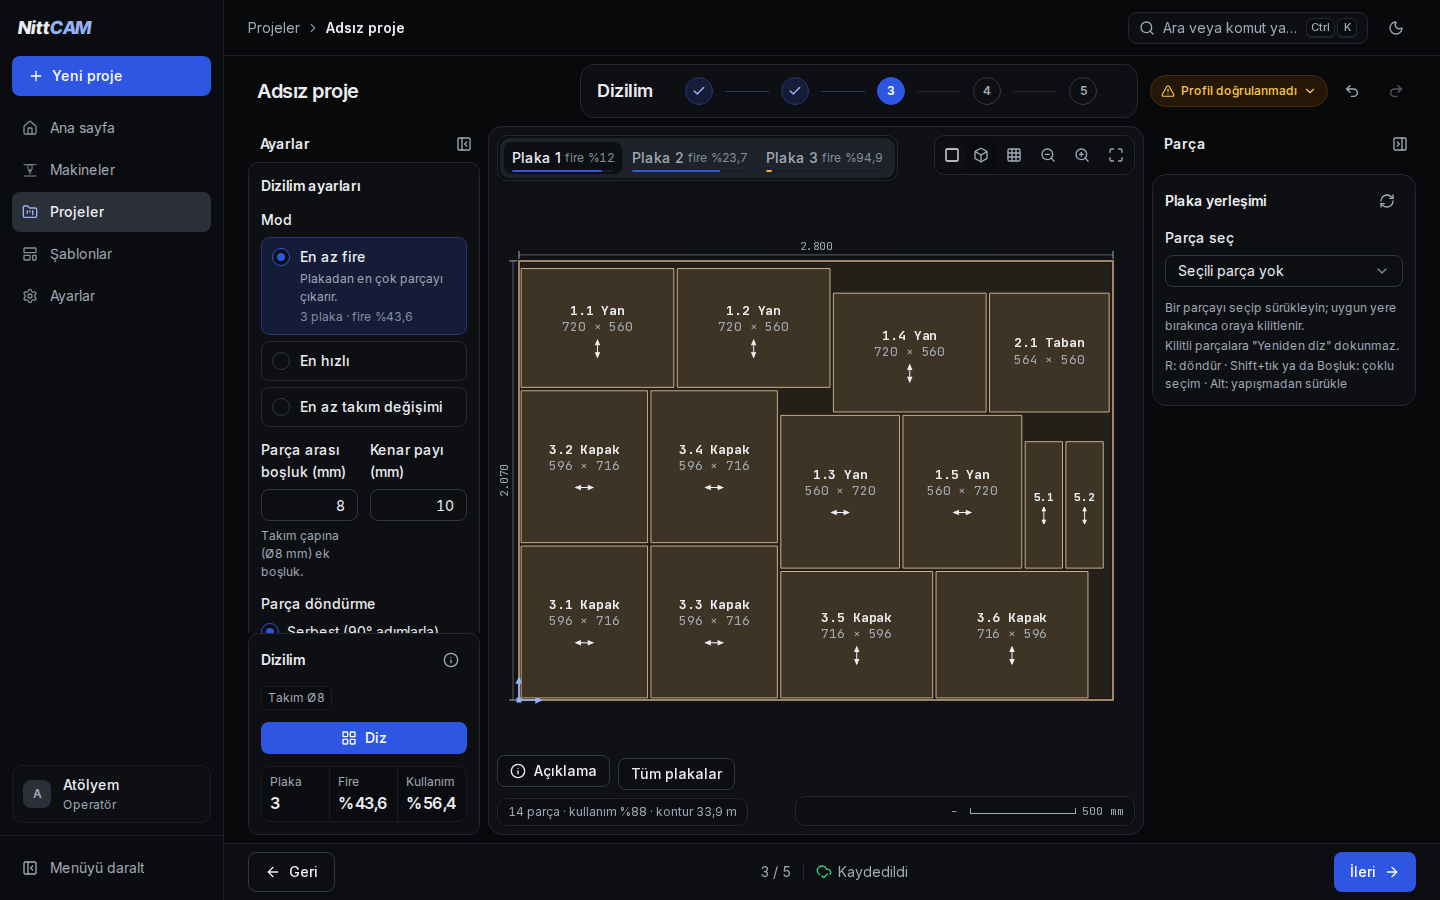 NittCAM
Yeni proje
Ana sayfa
Makineler
Projeler
Şablonlar
Ayarlar
A
Atölyem
Operatör
Menüyü daralt
Projeler
Adsız proje
Ara veya komut ya...
Ctrl
K
Adsız proje
Dizilim
3
4
5
Profil doğrulanmadı
Ayarlar
Dizilim ayarları
Mod
En az fire
Plakadan en çok parçayı
çıkarır.
3 plaka · fire %43,6
En hızlı
En az takım değişimi
Parça arası
boşluk (mm)
Kenar payı
(mm)
8
10
Takım çapına
(Ø8 mm) ek
boşluk.
Parça döndürme
Serbest (90° adımlarla)
Dizilim
Takım Ø8
Diz
Plaka
3
Fire
%43,6
Kullanım
%56,4
Plaka 1 fire %12
Plaka 2 fire %23,7
Plaka 3 fire %94,9
2.800
2.070
1.1 Yan
720 × 560
1.2 Yan
720 × 560
1.4 Yan
720 × 560
2.1 Taban
564 × 560
3.2 Kapak
596 × 716
3.4 Kapak
596 × 716
1.3 Yan
560 × 720
1.5 Yan
560 × 720
5.1
5.2
3.1 Kapak
596 × 716
3.3 Kapak
596 × 716
3.5 Kapak
716 × 596
3.6 Kapak
716 × 596
Açıklama
Tüm plakalar
14 parça · kullanım %88 · kontur 33,9 m
–
500 mm
Parça
Plaka yerleşimi
Parça seç
Seçili parça yok
Bir parçayı seçip sürükleyin; uygun yere
bırakınca oraya kilitlenir.
Kilitli parçalara "Yeniden diz" dokunmaz.
R: döndür · Shift+tık ya da Boşluk: çoklu
seçim · Alt: yapışmadan sürükle
Geri
3 / 5
Kaydedildi
İleri